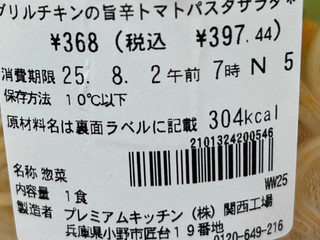 グリルチキンの旨辛トマトパスタサラダ
¥368 (税込 ¥397.44)
消費期限 25. 8. 2 午前 7時 N 5
保存方法 10℃以下
原材料名は裏面ラベルに記載 304kcal
2101324200546
名称 惣菜
内容量 1食
WW25
製造者 プレミアムキッチン(株)関西工場
兵庫県小野市匠台19番地
0120-649-216